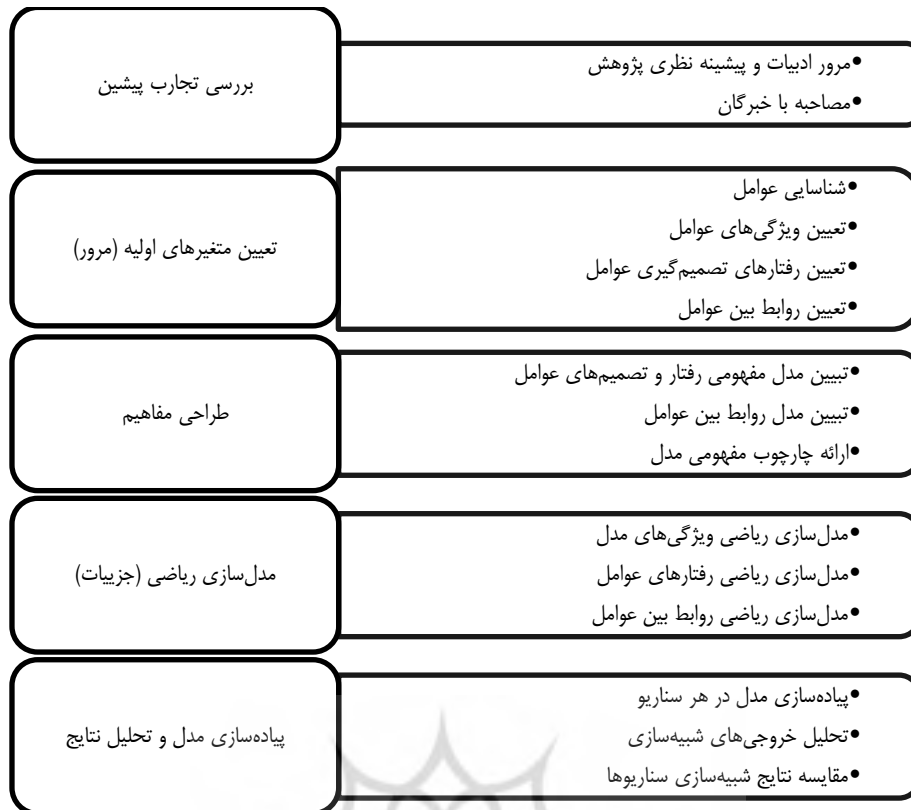 بررسی تجارب پیشین
•مرور ادبیات و پیشینه نظری پژوهش
•مصاحبه با خبرگان
تعیین متغیرهای اولیه (مرور)
•شناسایی عوامل
•تعیین ویژگی‌های عوامل
•تعیین رفتارهای تصمیم‌گیری عوامل
•تعیین روابط بین عوامل
طراحی مفاهیم
•تبیین مدل مفهومی رفتار و تصمیم‌های عوامل
•تبیین مدل روابط بین عوامل
•ارائه چارچوب مفهومی مدل
مدل‌سازی ریاضی (جزییات)
•مدل‌سازی ریاضی ویژگی‌های مدل
•مدل‌سازی ریاضی رفتارهای عوامل
•مدل‌سازی ریاضی روابط بین عوامل
پیاده‌سازی مدل و تحلیل نتایج
•پیاده‌سازی مدل در هر سناریو
•تحلیل خروجی‌های شبیه‌سازی
•مقایسه نتایج شبیه‌سازی سناریوها